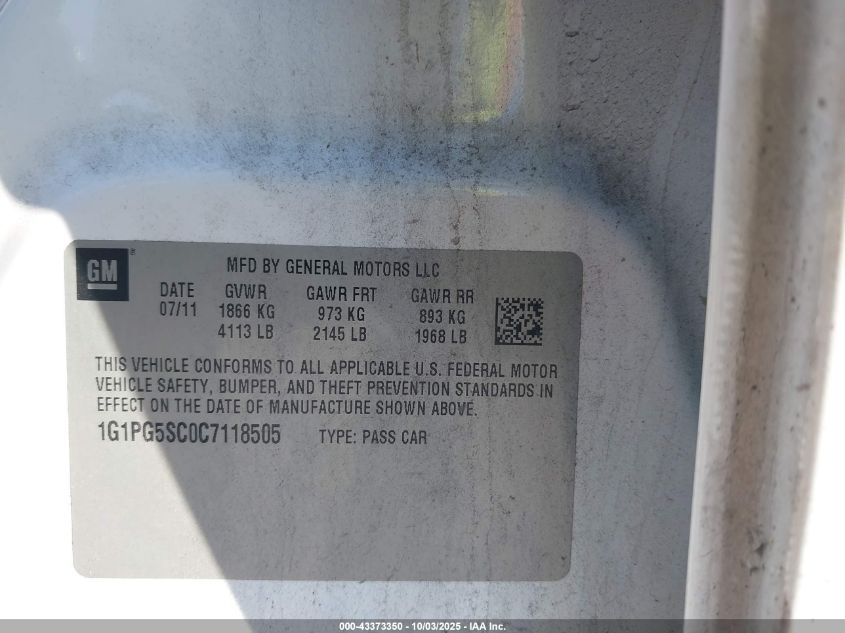 GM
MFD BY GENERAL MOTORS LLC
DATE GVWR GAWR FRT GAWR RR
07/11 1866 KG 973 KG 893 KG
4113 LB 2145 LB 1968 LB
THIS VEHICLE CONFORMS TO ALL APPLICABLE U.S. FEDERAL MOTOR
VEHICLE SAFETY, BUMPER, AND THEFT PREVENTION STANDARDS IN
EFFECT ON THE DATE OF MANUFACTURE SHOWN ABOVE.
1G1PG5SC0C7118505 TYPE: PASS CAR
000-43373350 - 10/03/2025 - IAA Inc.